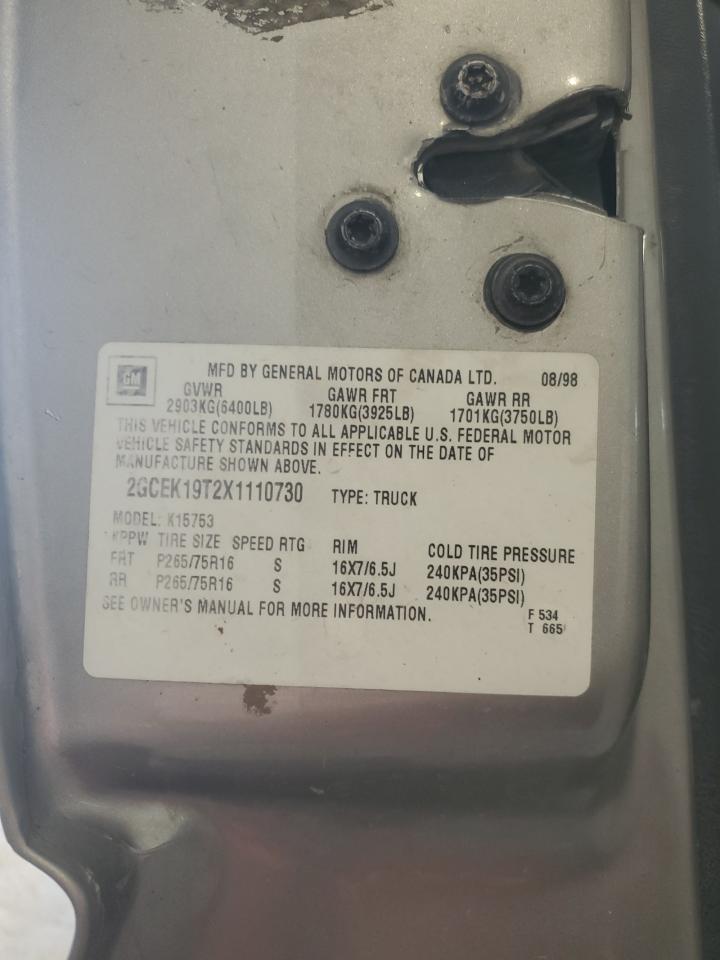 GM
MFD BY GENERAL MOTORS OF CANADA LTD. 08/98
GVWR GAWR FRT GAWR RR
2903KG(6400LB) 1780KG(3925LB) 1701KG(3750LB)
THIS VEHICLE CONFORMS TO ALL APPLICABLE U.S. FEDERAL MOTOR
VEHICLE SAFETY STANDARDS IN EFFECT ON THE DATE OF
MANUFACTURE SHOWN ABOVE.
2GCEK19T2X1110730 TYPE: TRUCK
MODEL: K15753
KPPW TIRE SIZE SPEED RTG RIM COLD TIRE PRESSURE
FRT P265/75R16 S 16X7/6.5J 240KPA(35PSI)
RR P265/75R16 S 16X7/6.5J 240KPA(35PSI)
SEE OWNER'S MANUAL FOR MORE INFORMATION. F 534
T 665